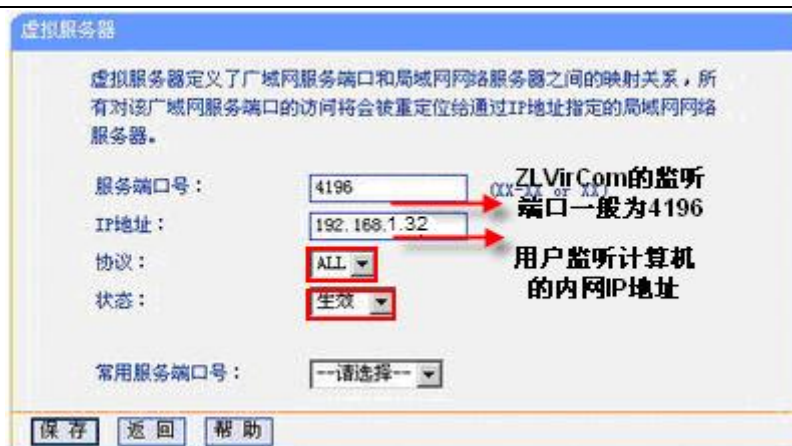 虚拟服务器
虚拟服务器定义了广域网服务端口和局域网网络服务器之间的映射关系，所
有对该广域网服务端口的访问将会被重定位给通过IP地址指定的局域网网络
服务器。
服务端口号：
4196
(XX-XX or XX)
ZLVirCom的监听
端口一般为4196
IP地址：
192.168.1.32
用户监听计算机
的内网IP地址
协议：
ALL
状态：
生效
常用服务端口号：
--请选择--
保 存
返 回
帮 助